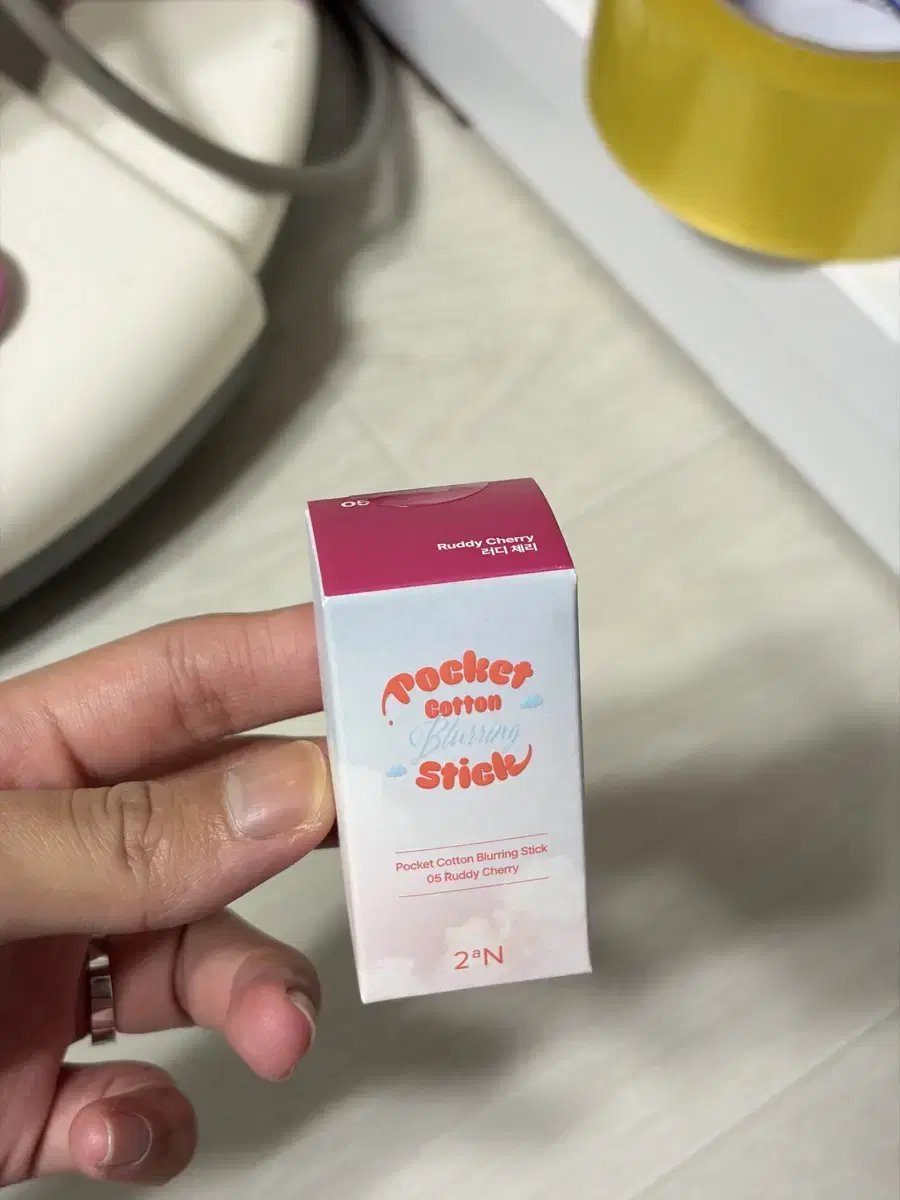 05
Ruddy Cherry
러디 체리
Pocket
Cotton
Blurring
Stick
Pocket Cotton Blurring Stick
05 Ruddy Cherry
2aN